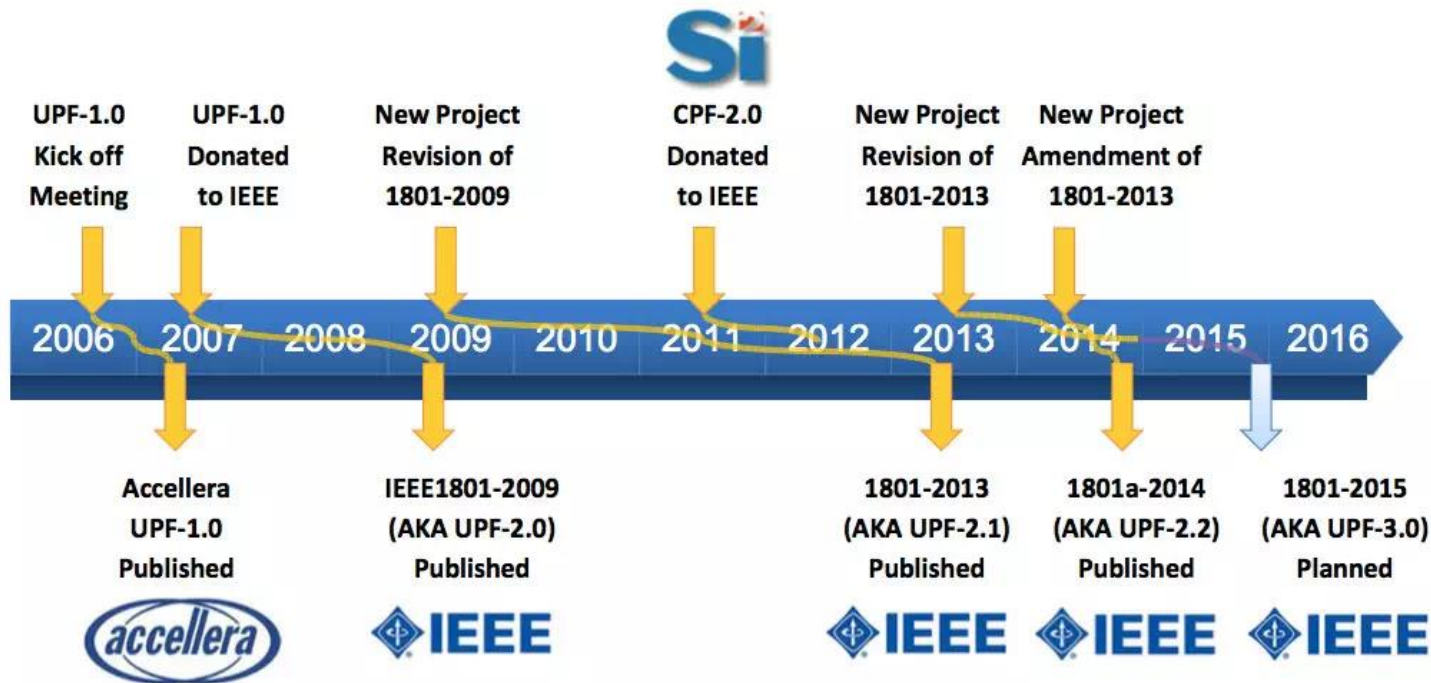 Si
UPF-1.0
Kick off
Meeting
UPF-1.0
Donated
to IEEE
New Project
Revision of
1801-2009
CPF-2.0
Donated
to IEEE
New Project
Revision of
1801-2013
New Project
Amendment of
1801-2013
2006 2007 2008 2009 2010 2011 2012 2013 2014 2015 2016
Accellera
UPF-1.0
Published
accellera
IEEE1801-2009
(AKA UPF-2.0)
Published
IEEE
1801-2013
(AKA UPF-2.1)
Published
IEEE
1801a-2014
(AKA UPF-2.2)
Published
IEEE
1801-2015
(AKA UPF-3.0)
Planned
IEEE